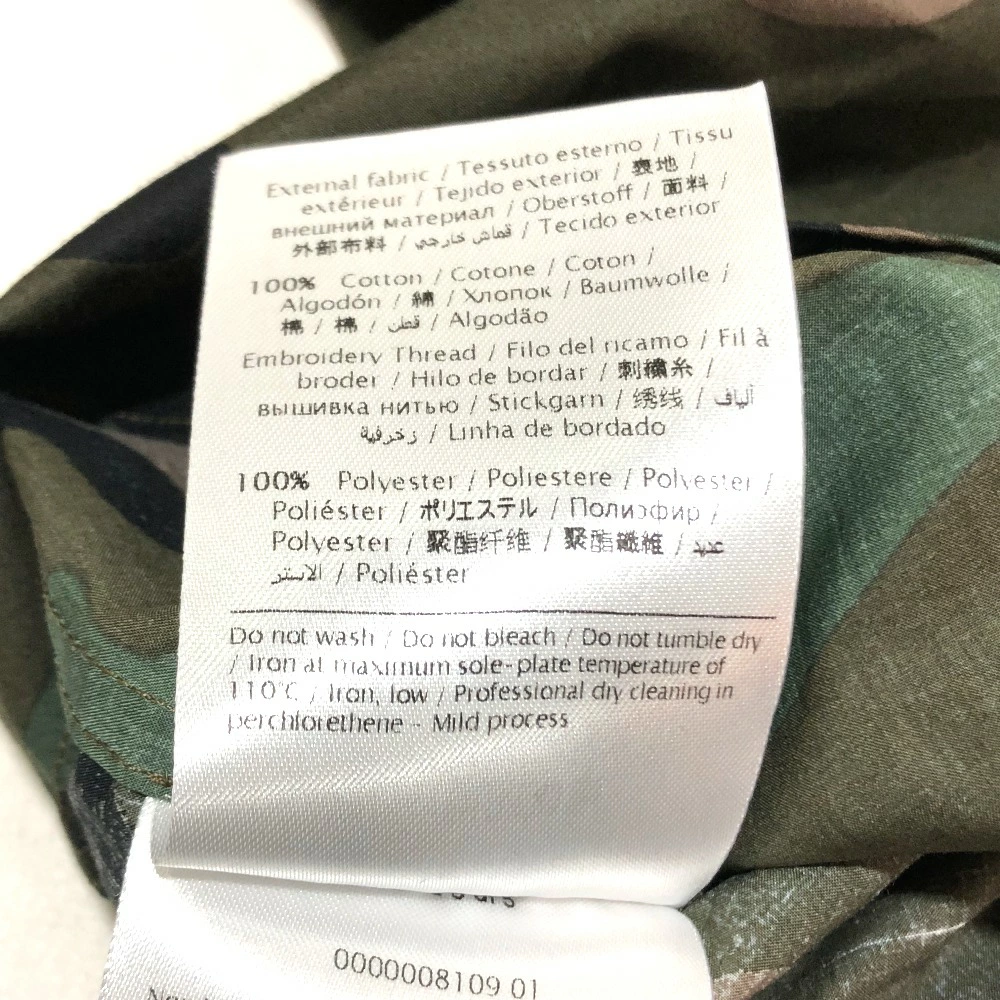 External fabric / Tessuto esterno / Tissu
extérieur / Tejido exterior / 表地 /
внешний материал / Oberstoff / 面料 /
外部布料 / قماش خارجي / Tecido exterior
100% Cotton / Cotone / Coton /
Algodón / 綿 / Хлопок / Baumwolle /
棉 / 棉 / قطن / Algodão
Embroidery Thread / Filo del ricamo / Fil à
broder / Hilo de bordar / 刺繍糸 /
вышивка нитью / Stickgarn / 绣线 / ألياف
زخرفية / Linha de bordado
100% Polyester / Poliestere / Polyester /
Poliéster / ポリエステル / Полиэфир /
Polyester / 聚酯纤维 / 聚酯纖維 / عديد
الاستر / Poliéster
Do not wash / Do not bleach / Do not tumble dry
/ Iron at maximum sole-plate temperature of
110°C / Iron, low / Professional dry cleaning in
perchlorethene - Mild process
0000008109 01